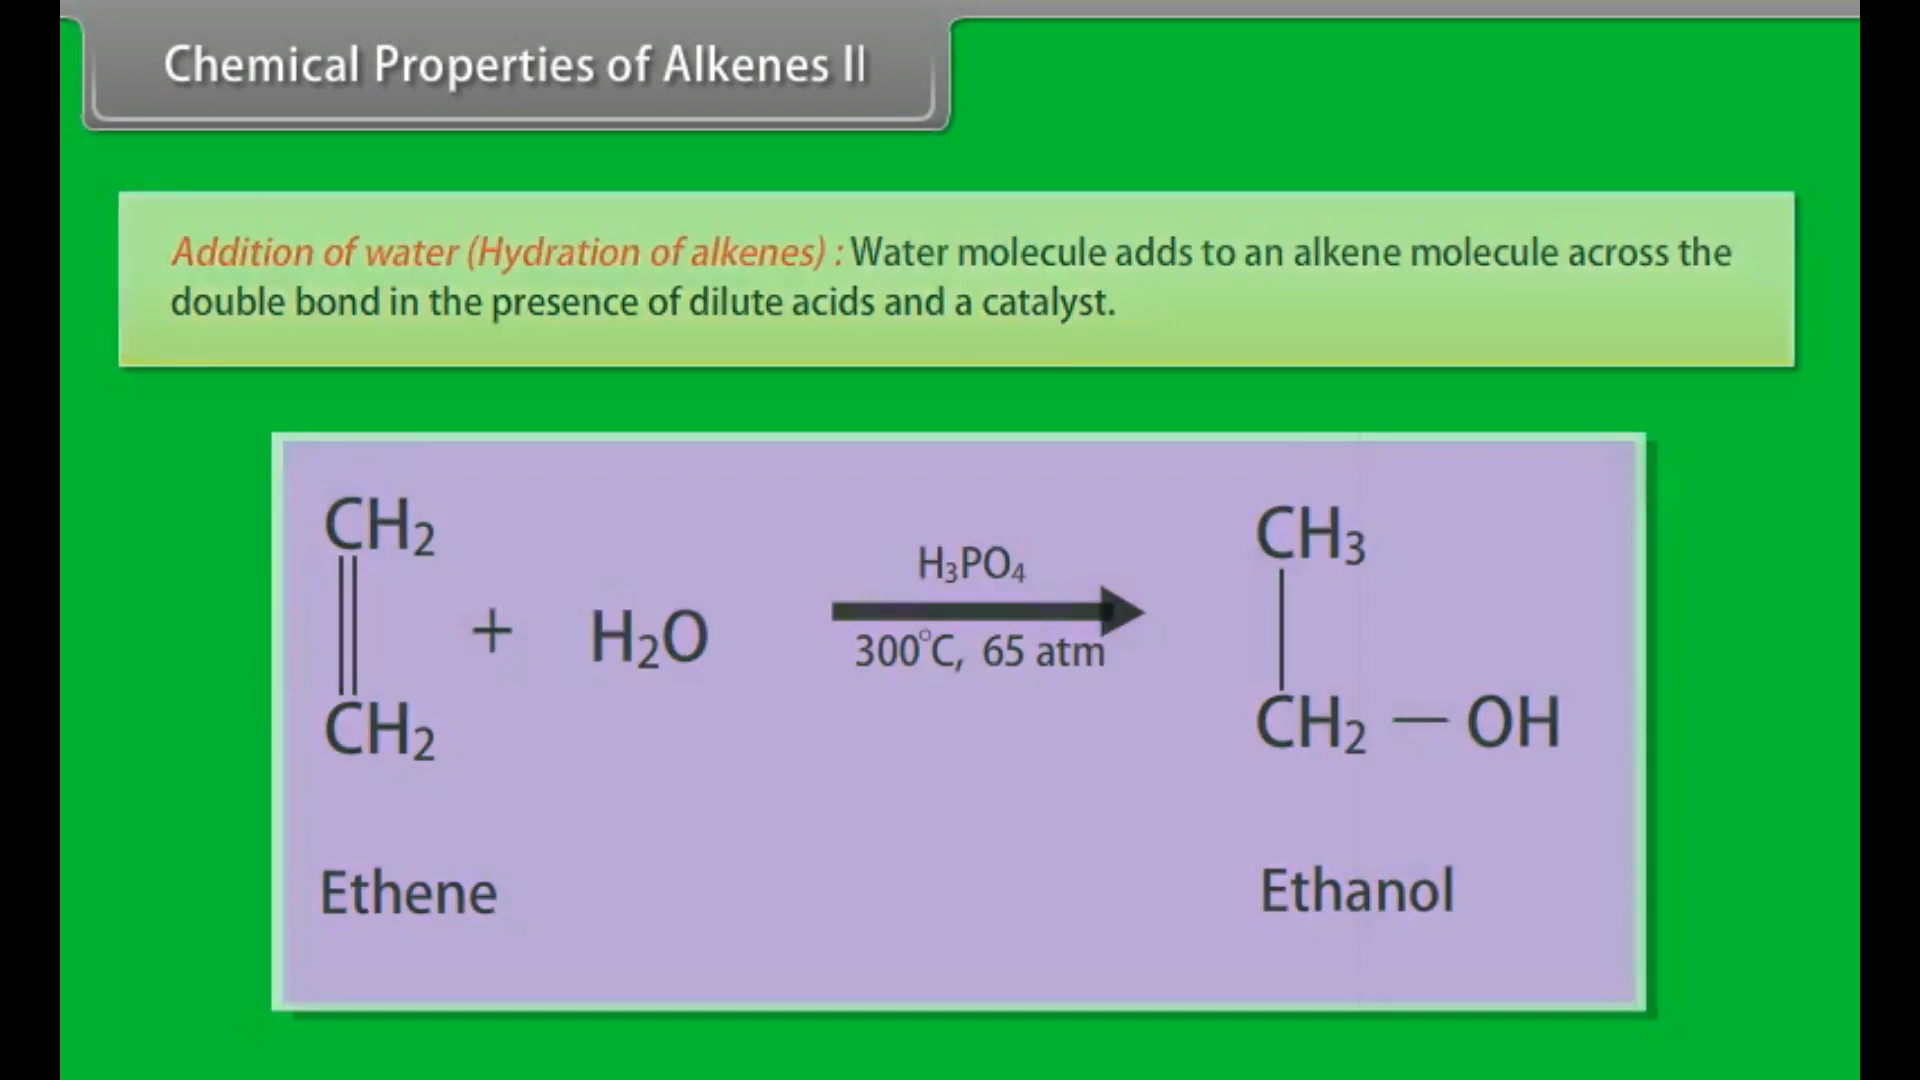 Chemical Properties of Alkenes II
Addition of water (Hydration of alkenes) : Water molecule adds to an alkene molecule across the
double bond in the presence of dilute acids and a catalyst.
CH₂
CH₂
+ H₂O
H₃PO₄
300°C, 65 atm
CH₃
CH₂ — OH
Ethene
Ethanol